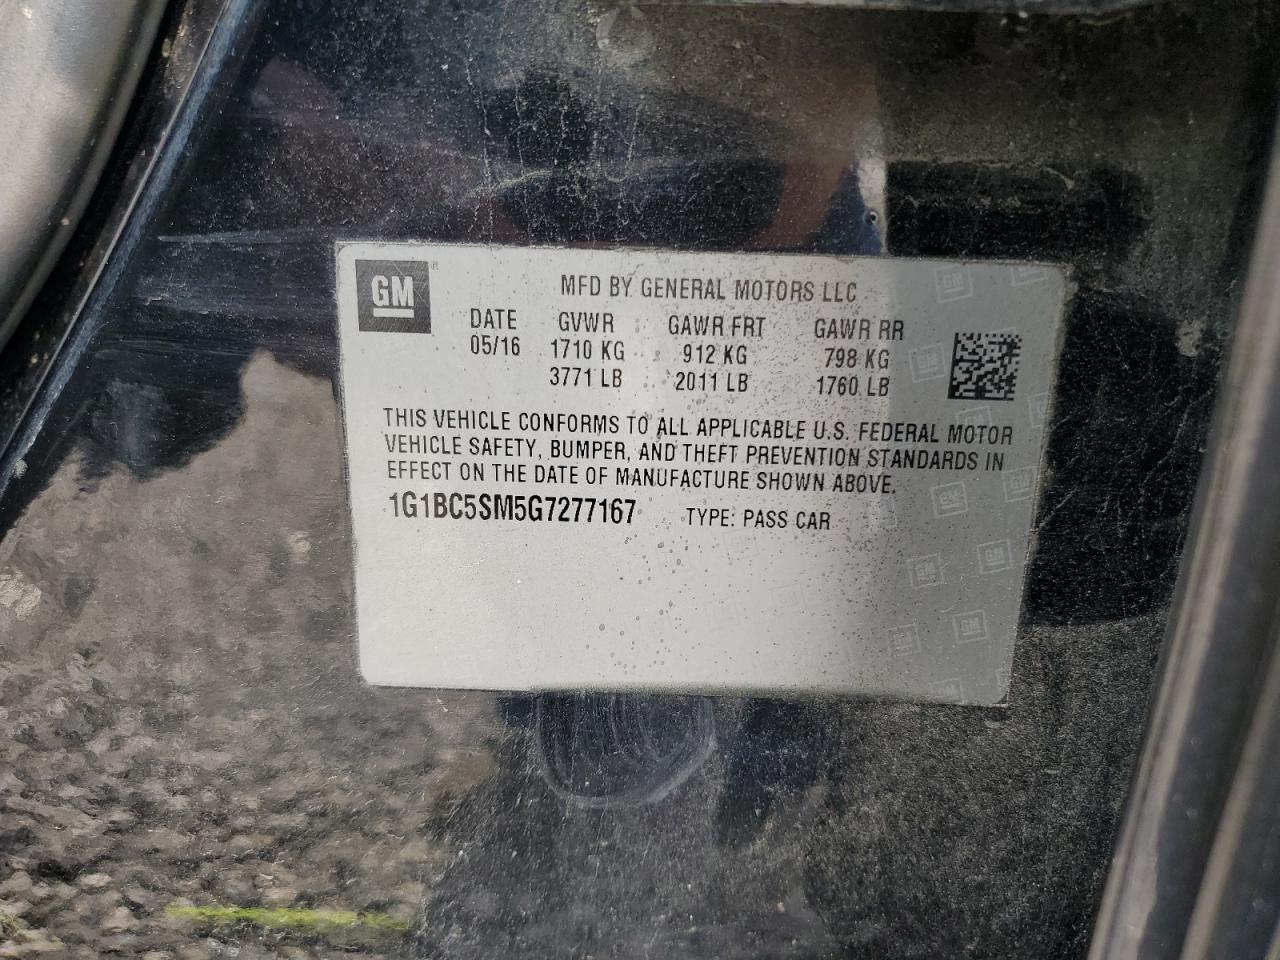 GM
MFD BY GENERAL MOTORS LLC
DATE GVWR GAWR FRT GAWR RR
05/16 1710 KG 912 KG 798 KG
3771 LB 2011 LB 1760 LB
THIS VEHICLE CONFORMS TO ALL APPLICABLE U.S. FEDERAL MOTOR
VEHICLE SAFETY, BUMPER, AND THEFT PREVENTION STANDARDS IN
EFFECT ON THE DATE OF MANUFACTURE SHOWN ABOVE.
1G1BC5SM5G7277167 TYPE: PASS CAR